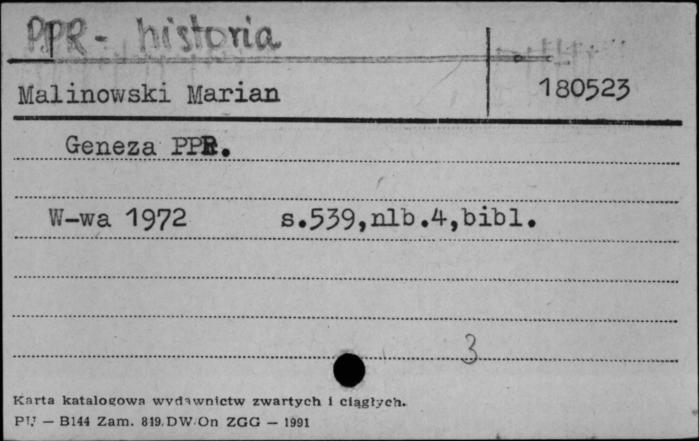 PPR - historia
Malinowski Marian 180523
Geneza PPR.
W-wa 1972 s.539,nlb.4,bibl.
3
Karta katalogowa wydawnictw zwartych i ciągłych.
PU — B144 Zam. 819.DW/On ZGG — 1991